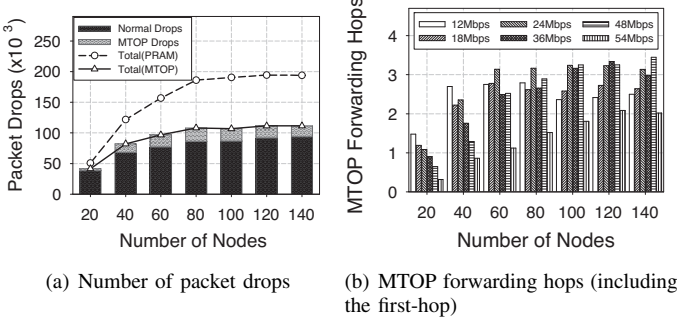 Packet Drops (x10 3)
250
200
150
100
50
0
Normal Drops
MTOP Drops
Total(PRAM)
Total(MTOP)
20 40 60 80 100 120 140
Number of Nodes
(a) Number of packet drops
MTOP Forwarding Hops
4
3
2
1
0
12Mbps 24Mbps 48Mbps
18Mbps 36Mbps 54Mbps
20 40 60 80 100 120 140
Number of Nodes
(b) MTOP forwarding hops (including
the first-hop)